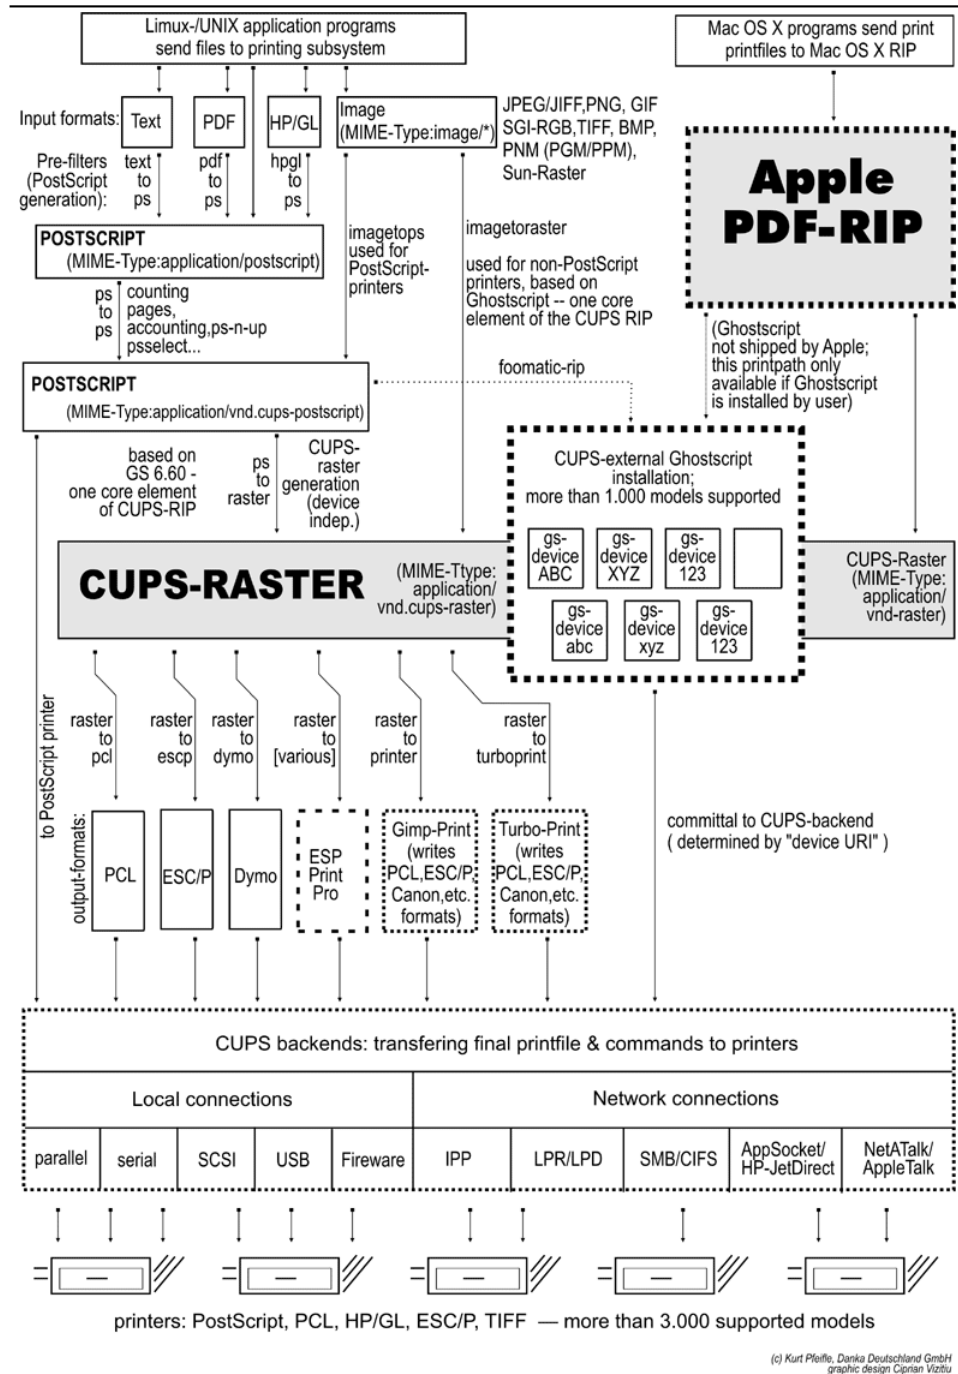 Limux-/UNIX application programs
send files to printing subsystem
Mac OS X programs send print
printfiles to Mac OS X RIP
Input formats:
Text
PDF
HP/GL
Image
(MIME-Type:image/*)
JPEG/JIFF,PNG, GIF
SGI-RGB,TIFF, BMP,
PNM (PGM/PPM),
Sun-Raster
Pre-filters
(PostScript
generation):
text
to
ps
pdf
to
ps
hpgl
to
ps
Apple
PDF-RIP
POSTSCRIPT
(MIME-Type:application/postscript)
imagetops
used for
PostScript-
printers
imagetoraster
used for non-PostScript
printers, based on
Ghostscript -- one core
element of the CUPS RIP
ps
to
ps
counting
pages,
accounting,ps-n-up
psselect...
(Ghostscript
not shipped by Apple;
this printpath only
available if Ghostscript
is installed by user)
foomatic-rip
POSTSCRIPT
(MIME-Type:application/vnd.cups-postscript)
based on
GS 6.60 -
one core element
of CUPS-RIP
ps
to
raster
CUPS-
raster
generation
(device
indep.)
CUPS-external Ghostscript
installation;
more than 1.000 models supported
gs-
device
ABC
gs-
device
XYZ
gs-
device
123
gs-
device
abc
gs-
device
xyz
gs-
device
123
CUPS-RASTER
(MIME-Ttype:
application/
vnd.cups-raster)
CUPS-Raster
(MIME-Type:
application/
vnd-raster)
to PostScript printer
raster
to
pcl
raster
to
escp
raster
to
dymo
raster
to
[various]
raster
to
printer
raster
to
turboprint
output-formats:
PCL
ESC/P
Dymo
ESP
Print
Pro
Gimp-Print
(writes
PCL,ESC/P,
Canon,etc.
formats)
Turbo-Print
(writes
PCL,ESC/P,
Canon,etc.
formats)
committal to CUPS-backend
( determined by "device URI" )
CUPS backends: transfering final printfile & commands to printers
Local connections
Network connections
parallel
serial
SCSI
USB
Fireware
IPP
LPR/LPD
SMB/CIFS
AppSocket/
HP-JetDirect
NetATalk/
AppleTalk
printers: PostScript, PCL, HP/GL, ESC/P, TIFF — more than 3.000 supported models
(c) Kurt Pfeifle, Danka Deutschland GmbH
graphic design Ciprian Vizitiu